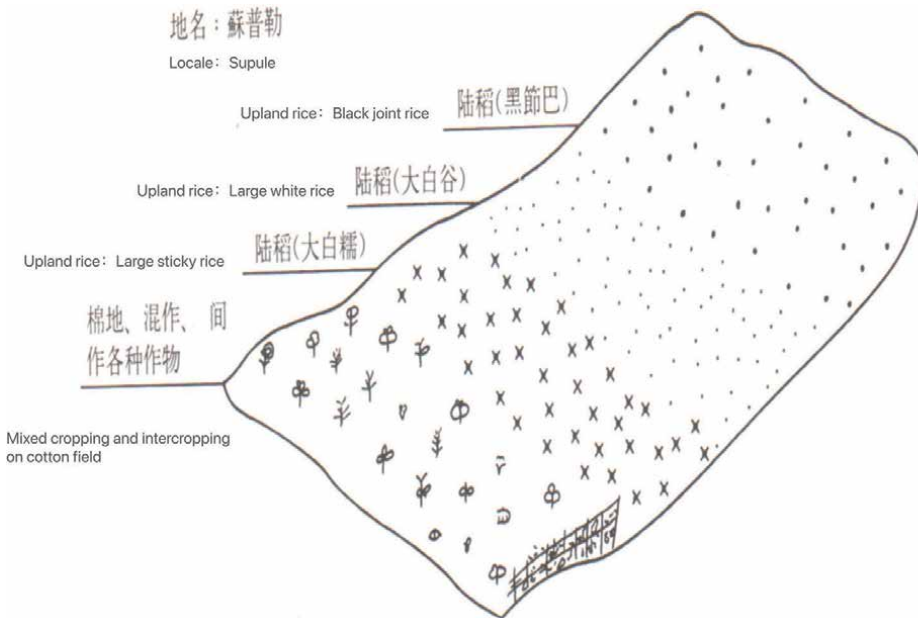 地名：蘇普勒
Locale：Supule
陆稻(黑節巴)
Upland rice：Black joint rice
陆稻(大白谷)
Upland rice：Large white rice
陆稻(大白糯)
Upland rice：Large sticky rice
棉地、混作、间
作各种作物
Mixed cropping and intercropping
on cotton field